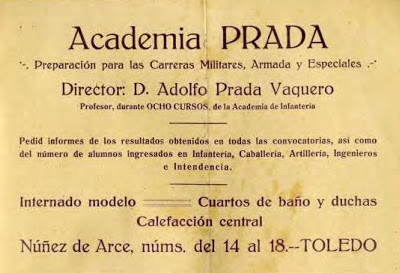 Academia PRADA
Preparación para las Carreras Militares, Armada y Especiales
Director: D. Adolfo Prada Vaquero
Profesor, durante OCHO CURSOS, de la Academia de Infantería
Pedid informes de los resultados obtenidos en todas las convocatorias, así como
del número de alumnos ingresados en Infantería, Caballería, Artillería, Ingenieros
e Intendencia.
Internado modelo Cuartos de baño y duchas
Calefacción central
Núñez de Arce, núms. del 14 al 18.--TOLEDO